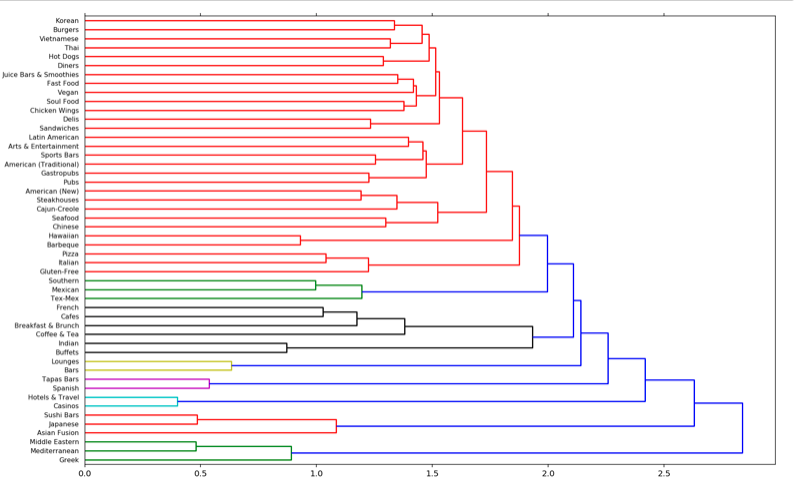 Korean
Burgers
Vietnamese
Thai
Hot Dogs
Diners
Juice Bars & Smoothies
Fast Food
Vegan
Soul Food
Chicken Wings
Delis
Sandwiches
Latin American
Arts & Entertainment
Sports Bars
American (Traditional)
Gastropubs
Pubs
American (New)
Steakhouses
Cajun-Creole
Seafood
Chinese
Hawaiian
Barbeque
Pizza
Italian
Gluten-Free
Southern
Mexican
Tex-Mex
French
Cafes
Breakfast & Brunch
Coffee & Tea
Indian
Buffets
Lounges
Bars
Tapas Bars
Spanish
Hotels & Travel
Casinos
Sushi Bars
Japanese
Asian Fusion
Middle Eastern
Mediterranean
Greek
0.0 0.5 1.0 1.5 2.0 2.5